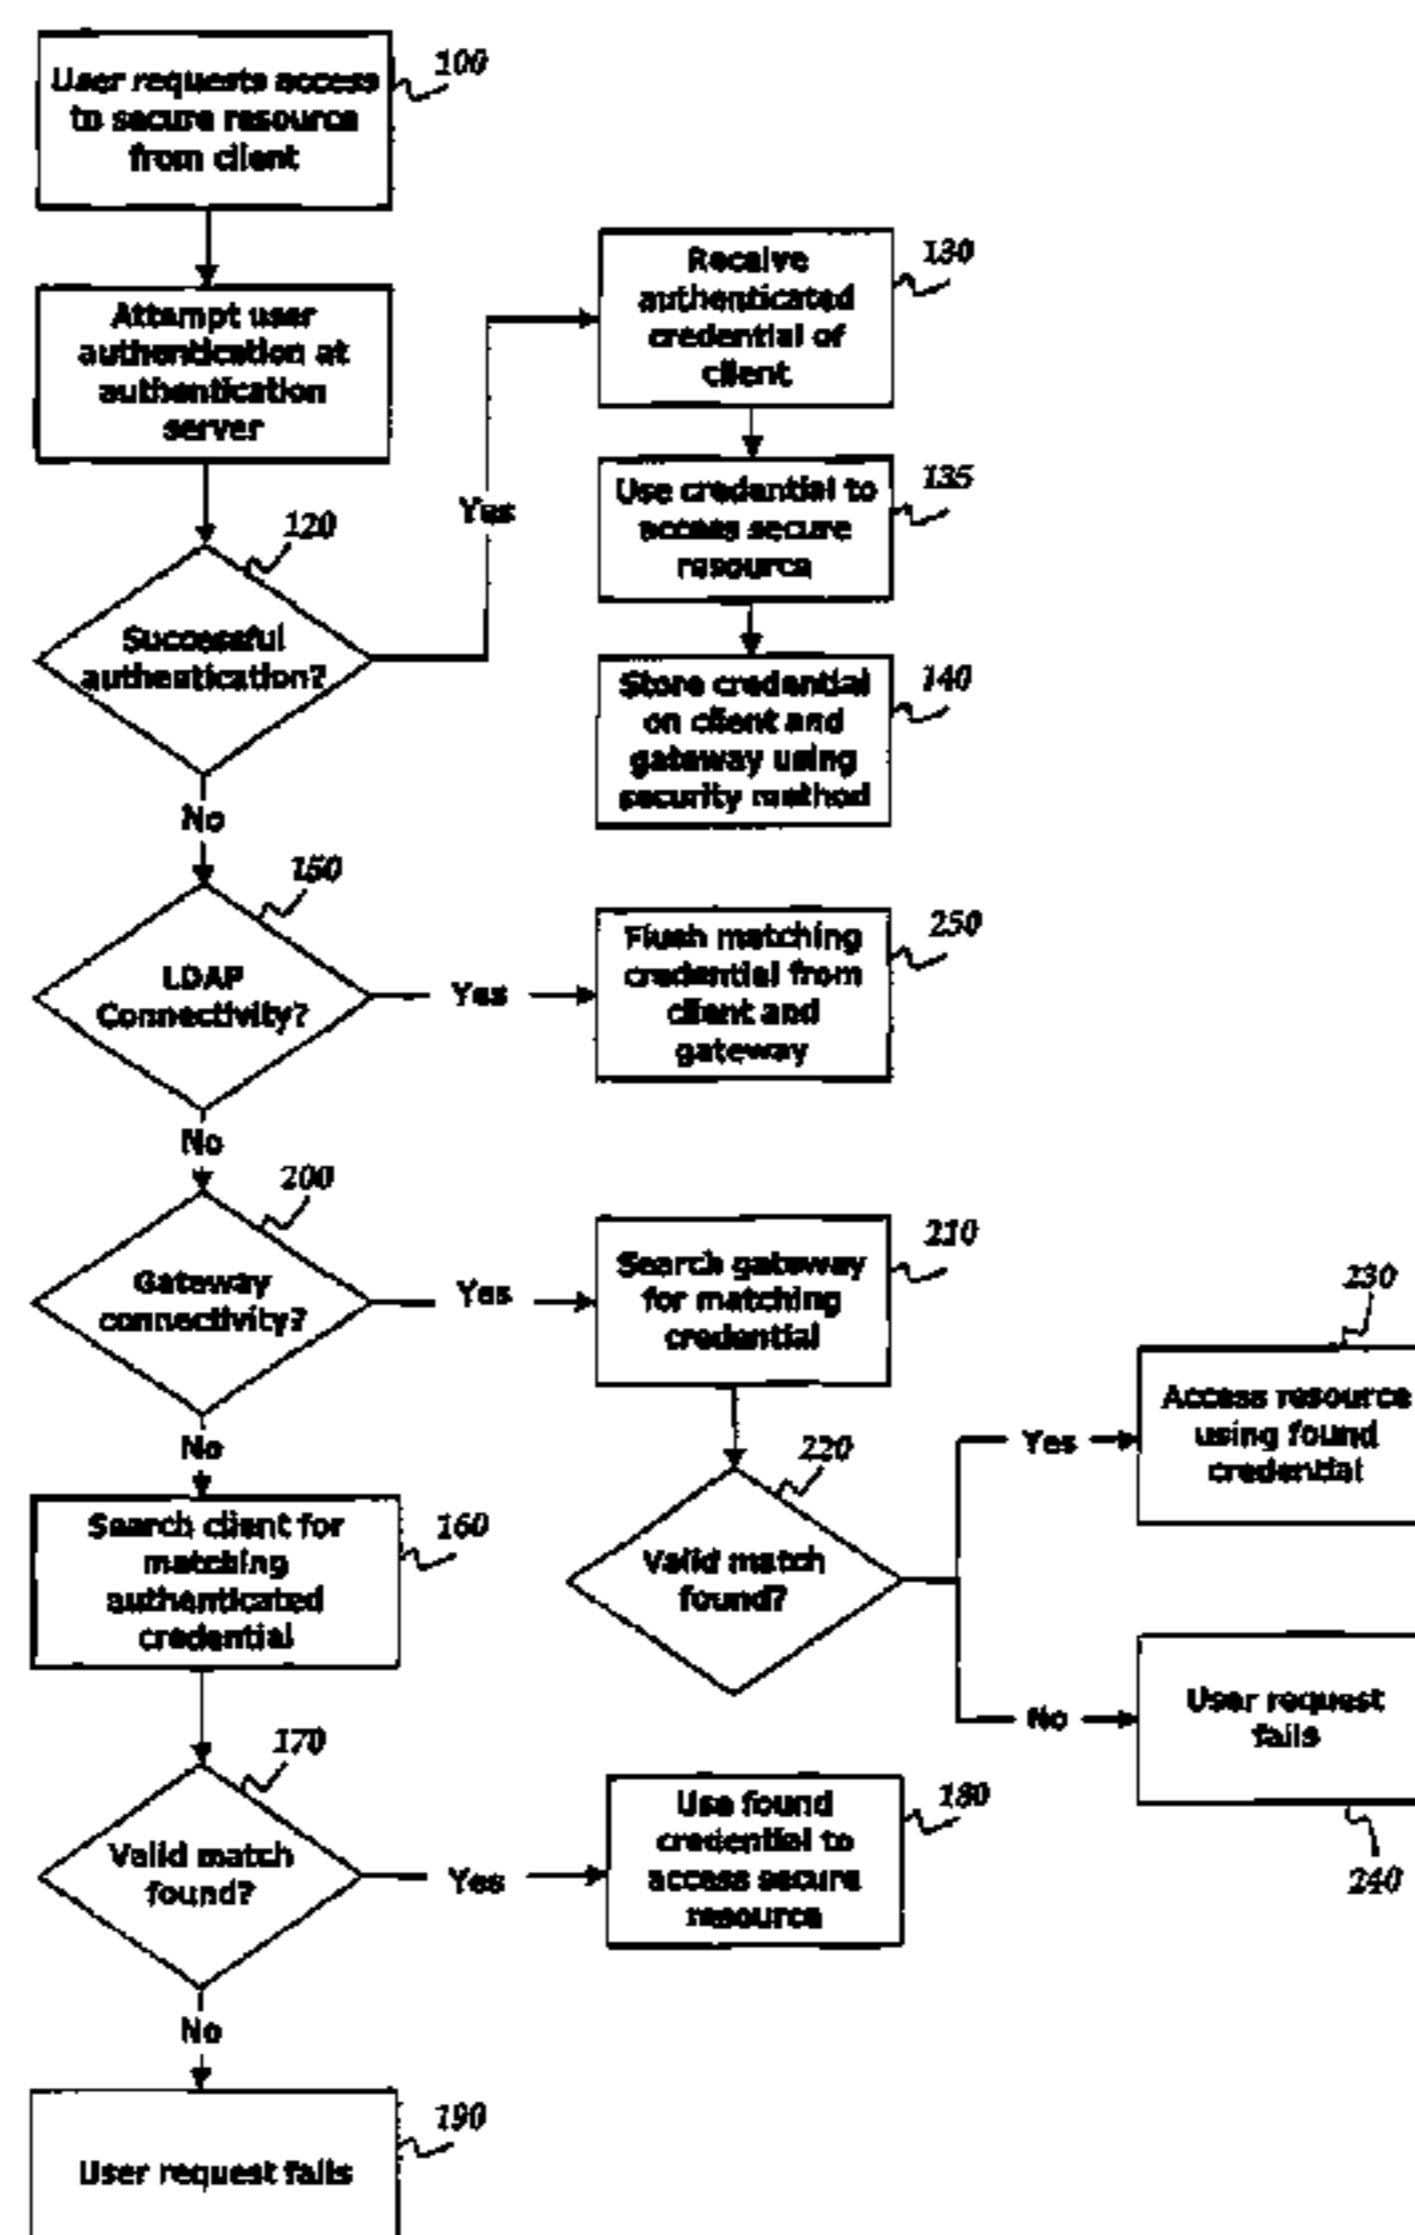 User requests access
to secure resource
from client
100
Attempt user
authentication at
authentication
server
120
Successful
authentication?
Yes
Receive
authenticated
credential of
client
130
Use credential to
access secure
resource
135
Store credential
on client and
gateway using
security method
140
No
150
LDAP
Connectivity?
Yes
Flush matching
credential from
client and
gateway
250
No
200
Gateway
connectivity?
Yes
Search gateway
for matching
credential
210
220
Valid match
found?
Yes
230
Access resource
using found
credential
No
User request
fails
240
No
Search client for
matching
authenticated
credential
160
170
Valid match
found?
Yes
Use found
credential to
access secure
resource
180
No
User request fails
190